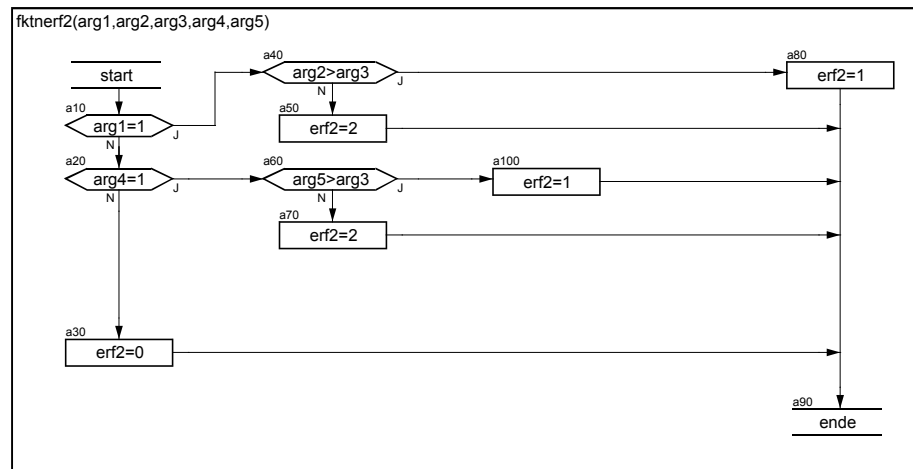 fktnerf2(arg1,arg2,arg3,arg4,arg5)
start
a40
arg2>arg3
N
J
a80
erf2=1
a10
arg1=1
N
J
a50
erf2=2
a20
arg4=1
N
J
a60
arg5>arg3
N
J
a100
erf2=1
a70
erf2=2
a30
erf2=0
a90
ende